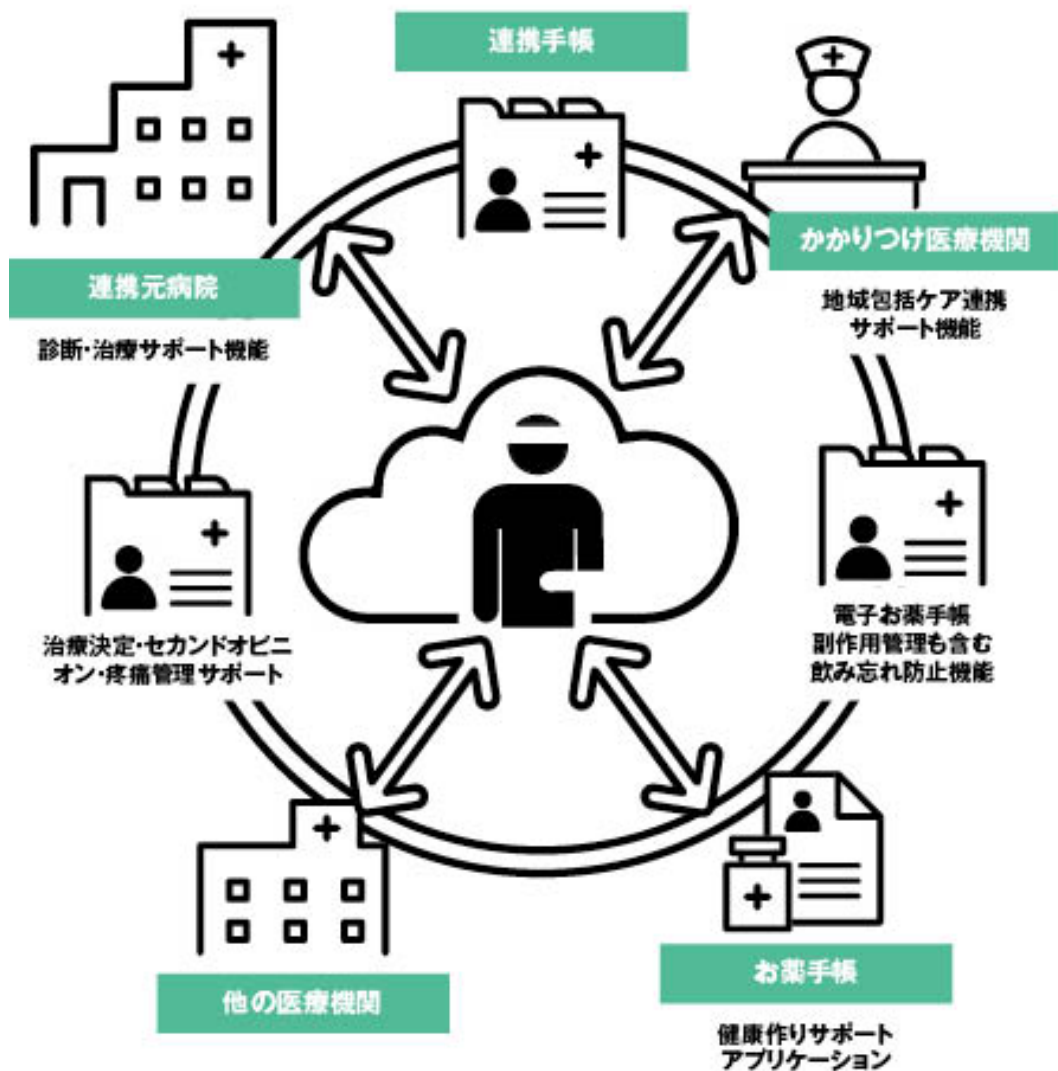 連携手帳
かかりつけ医療機関
地域包括ケア連携
サポート機能
連携元病院
診断・治療サポート機能
治療決定・セカンドオピニ
オン・疼痛管理サポート
電子お薬手帳
副作用管理も含む
飲み忘れ防止機能
他の医療機関
お薬手帳
健康作りサポート
アプリケーション